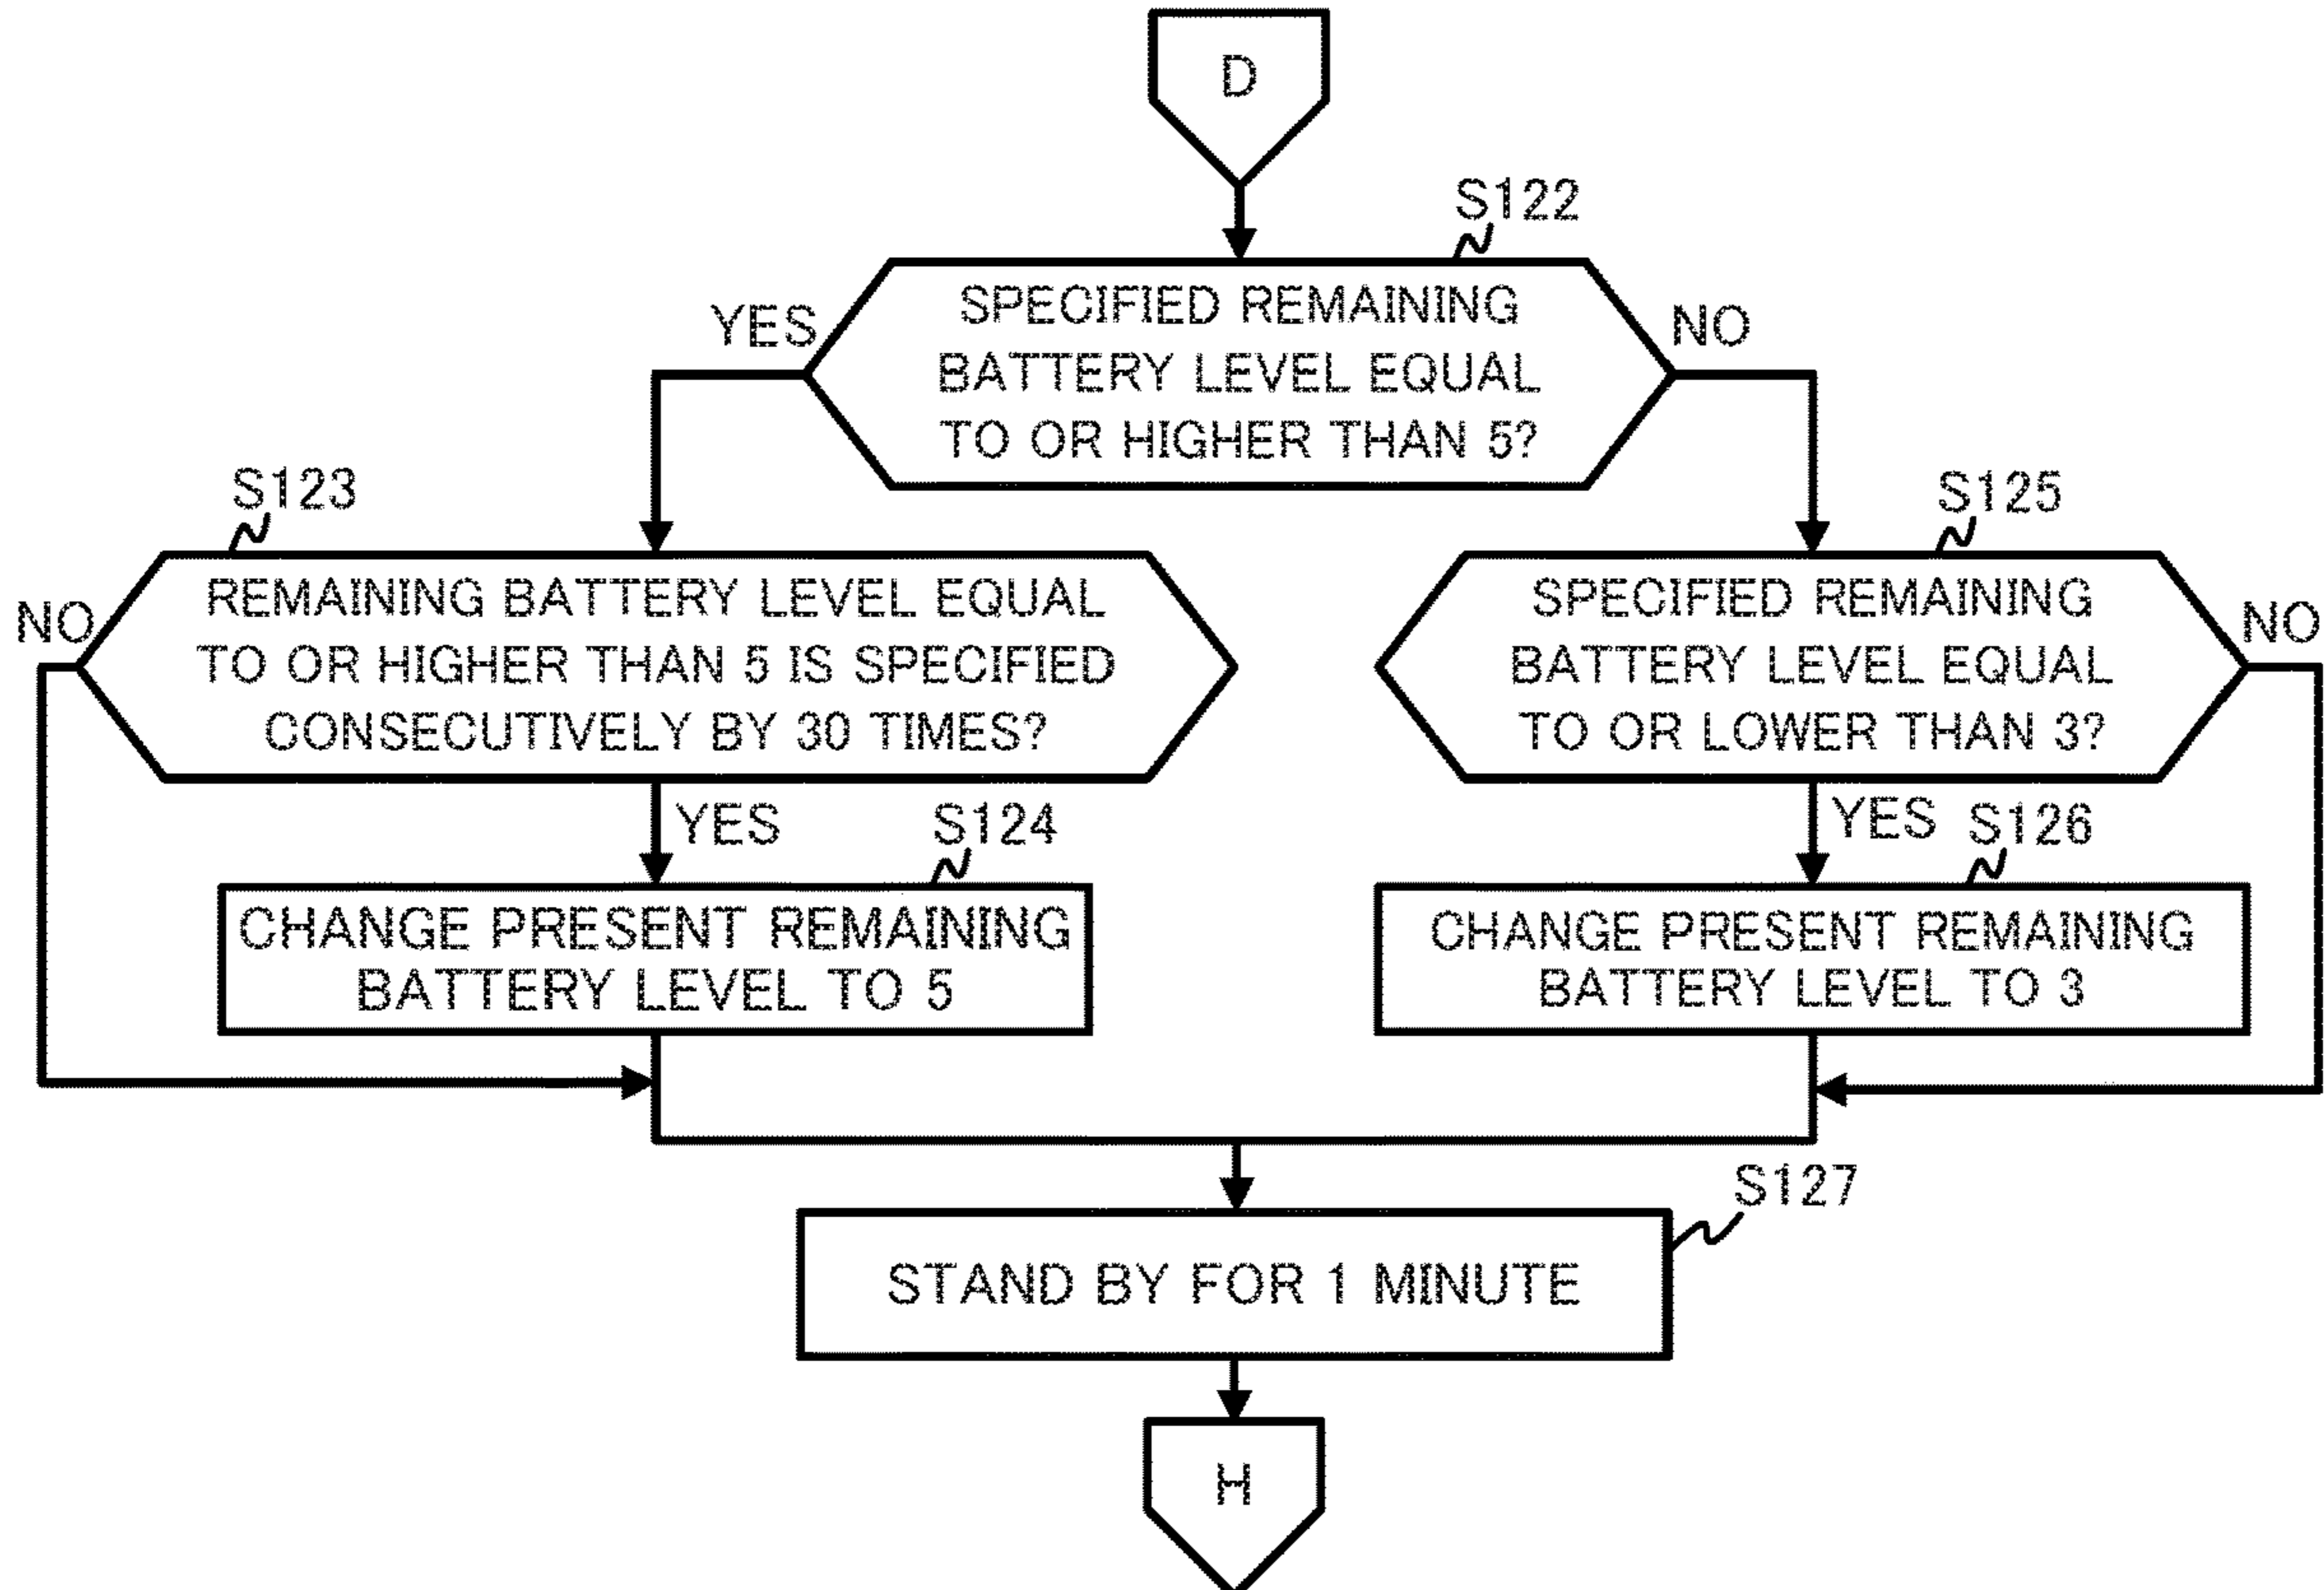 D
S122
YES
SPECIFIED REMAINING
BATTERY LEVEL EQUAL
TO OR HIGHER THAN 5?
NO
S123
NO
REMAINING BATTERY LEVEL EQUAL
TO OR HIGHER THAN 5 IS SPECIFIED
CONSECUTIVELY BY 30 TIMES?
S125
SPECIFIED REMAINING
BATTERY LEVEL EQUAL
TO OR LOWER THAN 3?
NO
YES
S124
CHANGE PRESENT REMAINING
BATTERY LEVEL TO 5
YES
S126
CHANGE PRESENT REMAINING
BATTERY LEVEL TO 3
S127
STAND BY FOR 1 MINUTE
H